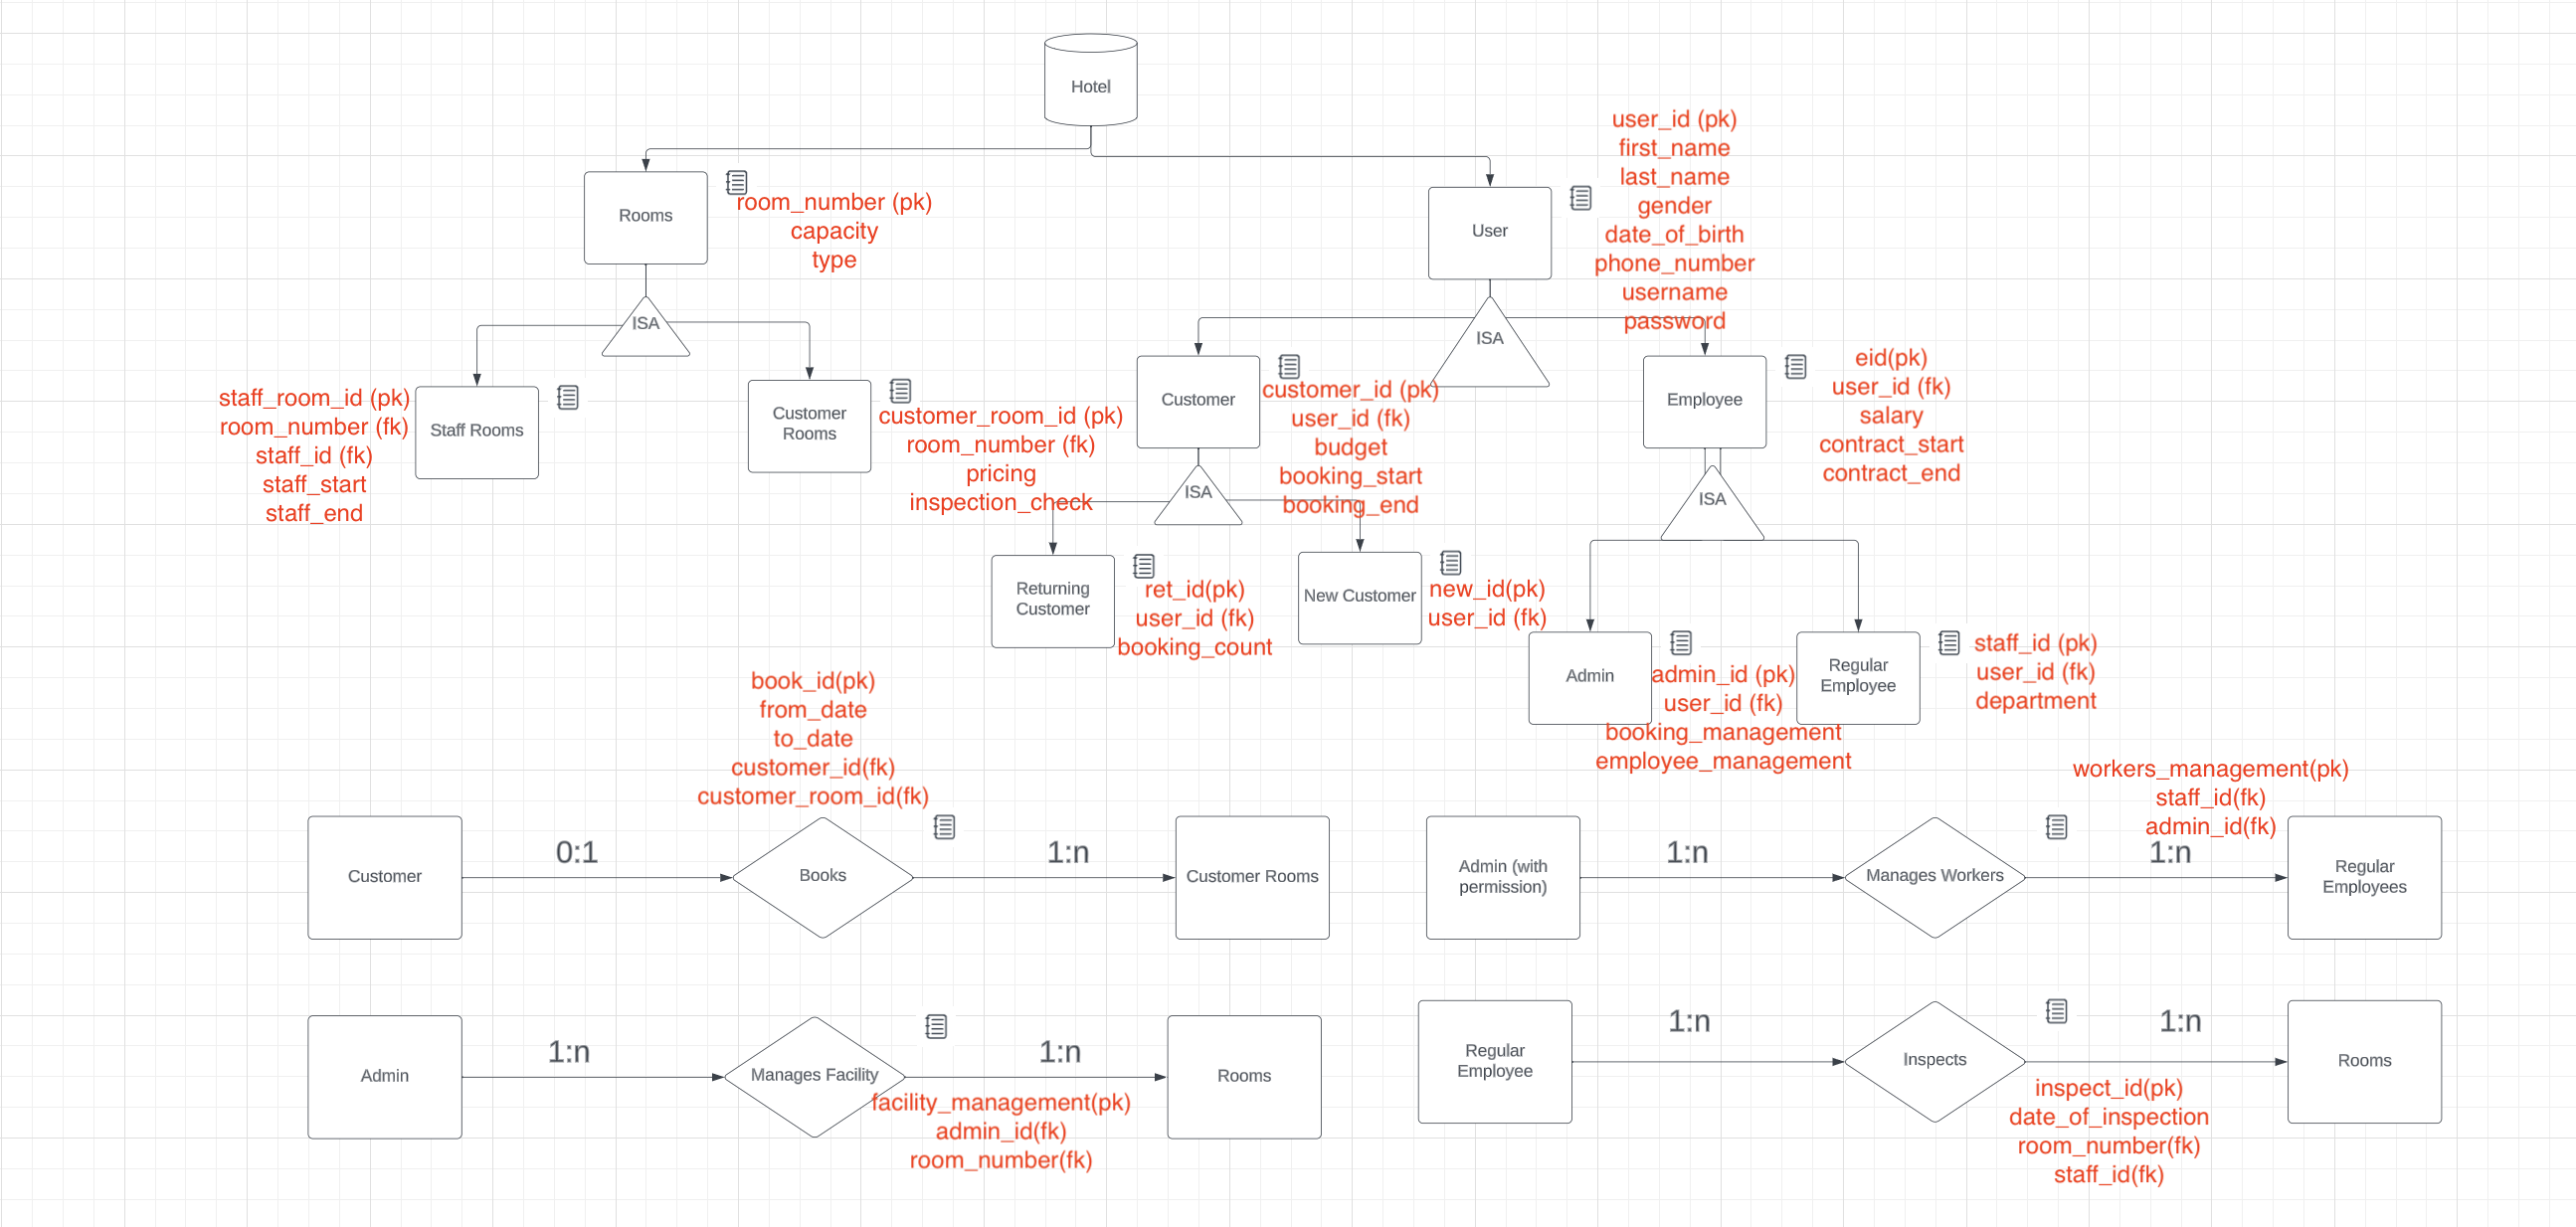 Hotel
Rooms
room_number (pk)
capacity
type
User
user_id (pk)
first_name
last_name
gender
date_of_birth
phone_number
username
password
ISA
ISA
Staff Rooms
staff_room_id (pk)
room_number (fk)
staff_id (fk)
staff_start
staff_end
Customer
Rooms
customer_room_id (pk)
room_number (fk)
pricing
inspection_check
Customer
customer_id (pk)
user_id (fk)
budget
booking_start
booking_end
Employee
eid(pk)
user_id (fk)
salary
contract_start
contract_end
ISA
ISA
Returning
Customer
ret_id(pk)
user_id (fk)
booking_count
New Customer
new_id(pk)
user_id (fk)
Admin
admin_id (pk)
user_id (fk)
booking_management
employee_management
Regular
Employee
staff_id (pk)
user_id (fk)
department
Customer
0:1
Books
book_id(pk)
from_date
to_date
customer_id(fk)
customer_room_id(fk)
1:n
Customer Rooms
Admin (with
permission)
1:n
Manages Workers
workers_management(pk)
staff_id(fk)
admin_id(fk)
1:n
Regular
Employees
Admin
1:n
Manages Facility
1:n
facility_management(pk)
admin_id(fk)
room_number(fk)
Rooms
Regular
Employee
1:n
Inspects
1:n
inspect_id(pk)
date_of_inspection
room_number(fk)
staff_id(fk)
Rooms